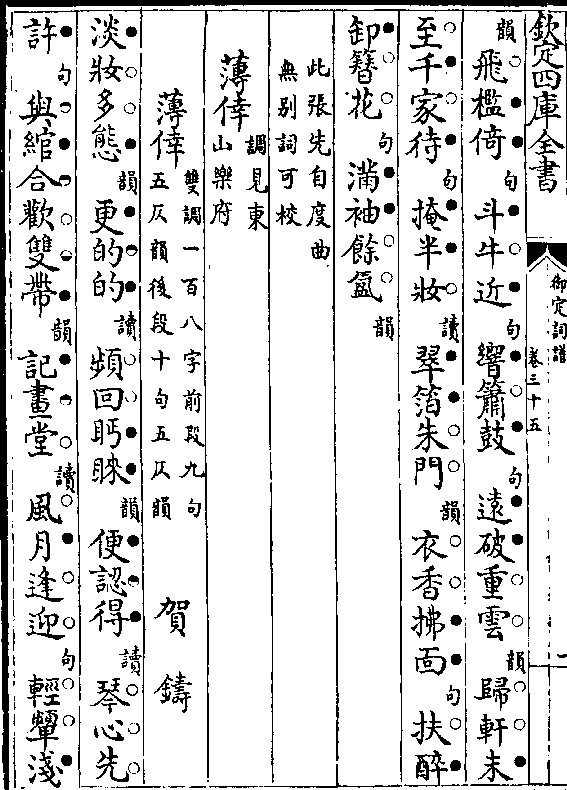 欽定四庫全書
御定詞譜
卷三十五
韻飛檻倚句斗牛近句響簫鼓句遠破重雲韻歸軒未
至千家待句掩半妝讀翠箔朱門韻衣香拂面句扶醉
卸簪花句滿袖餘氳韻
此張先自度曲
無别詞可校
薄倖調見東
山樂府
薄倖雙調一百八字前段九句
五仄韻後段十句五仄韻
賀鑄
淡妝多態韻更的的讀頻回眄睞韻便認得讀琴心先
許句與綰合歡雙帶韻記畫堂讀風月逢迎句輕顰淺